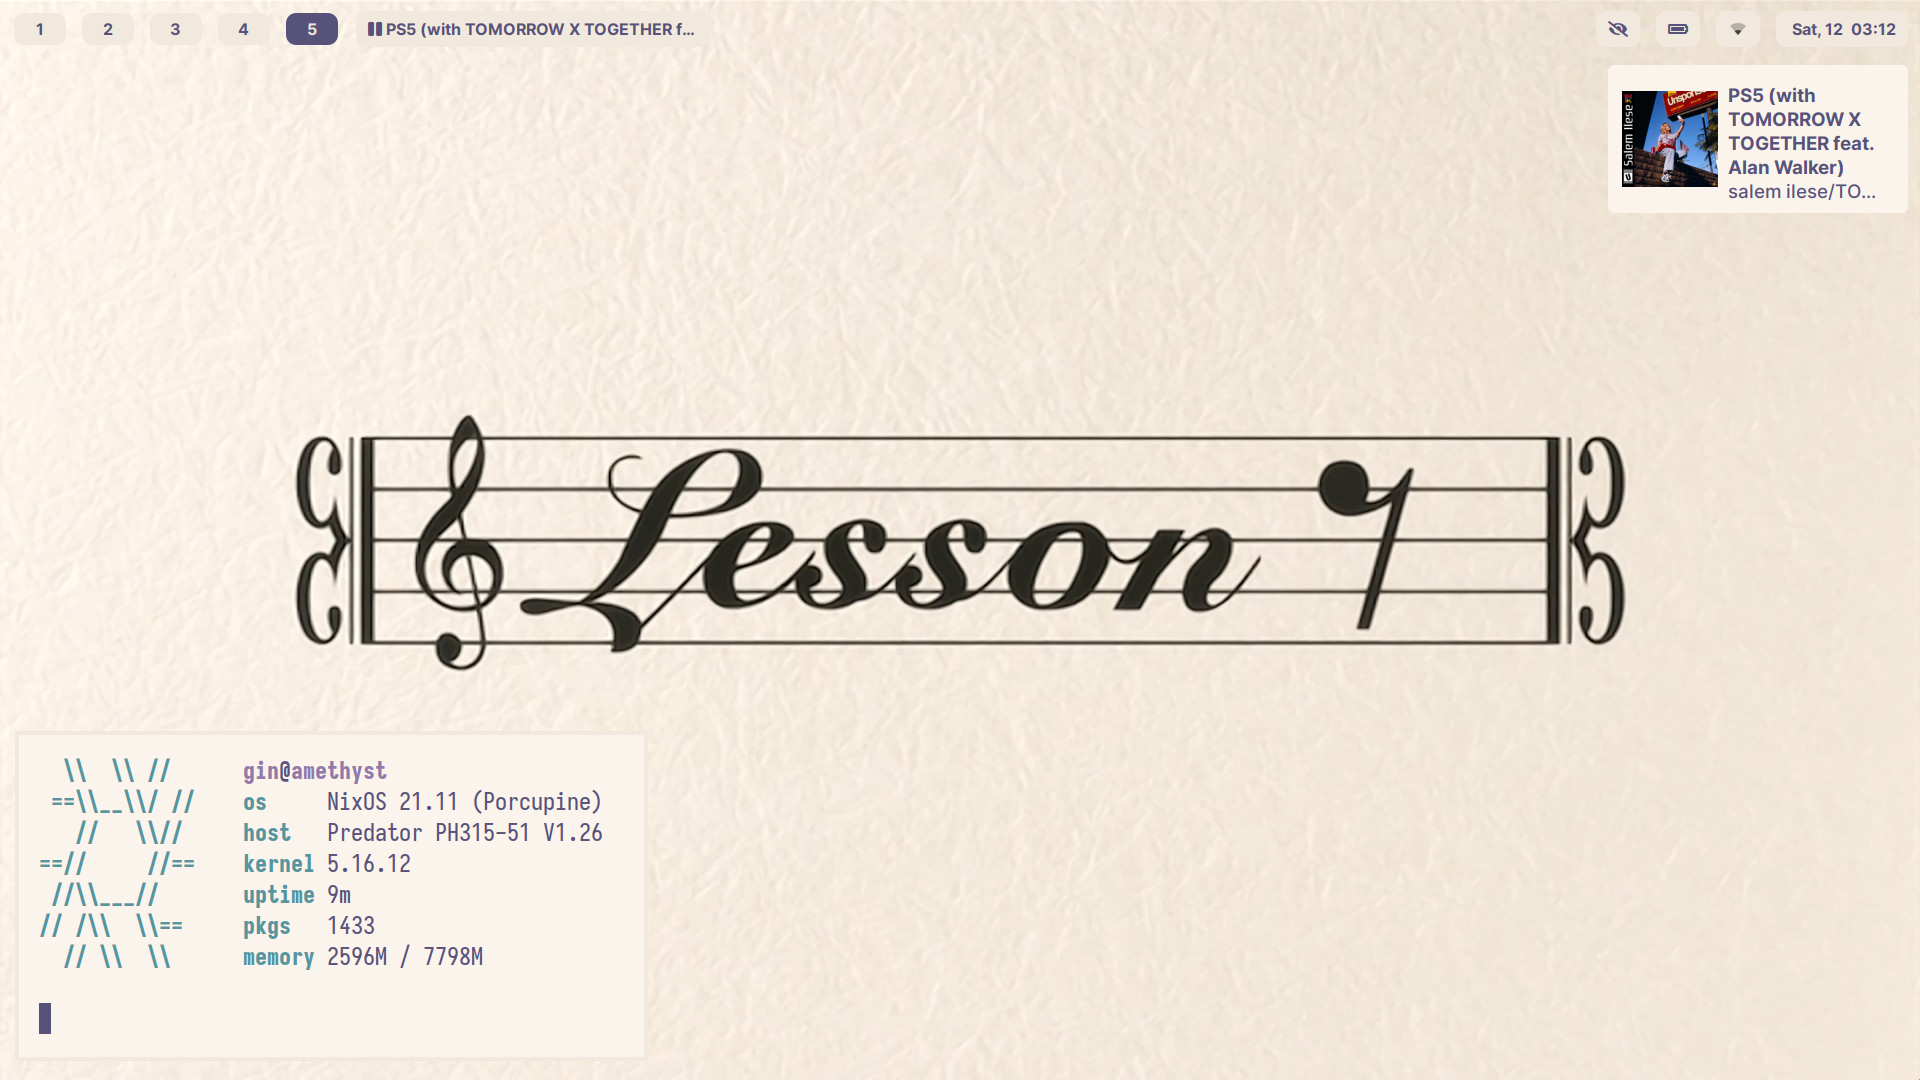 1 2 3 4 5 PS5 (with TOMORROW X TOGETHER f...
Sat, 12 03:12
salem ilese
PS5 (with
TOMORROW X
TOGETHER feat.
Alan Walker)
salem ilese/TO...
Lesson
\\ \\ //
==\\__\\/ //
// \\//
==// //==
//\\___//
// /\\ \\==
// \\ \\
gin@amethyst
os NixOS 21.11 (Porcupine)
host Predator PH315-51 V1.26
kernel 5.16.12
uptime 9m
pkgs 1433
memory 2596M / 7798M